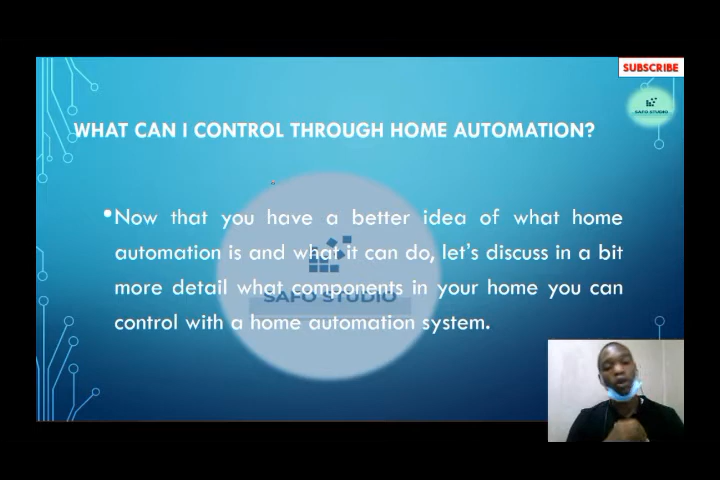 SUBSCRIBE
SAFO STUDIO
WHAT CAN I CONTROL THROUGH HOME AUTOMATION?
•Now that you have a better idea of what home
automation is and what it can do, let's discuss in a bit
more detail what components in your home you can
control with a home automation system.
SAFO STUDIO